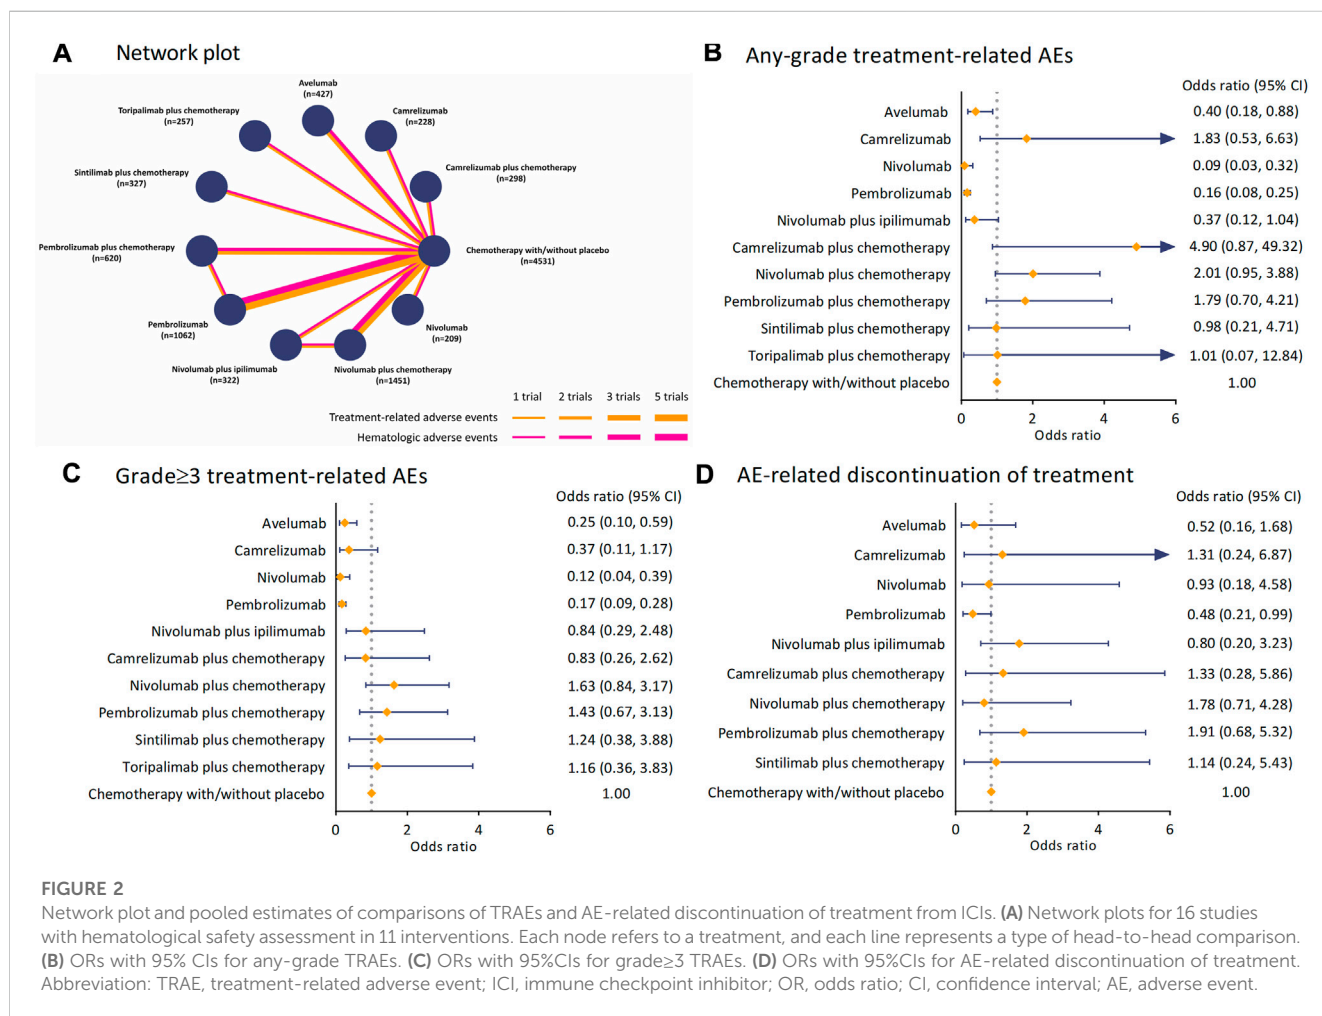 A Network plot
Avelumab
(n=427)
Toripalimab plus chemotherapy
(n=257)
Camrelizumab
(n=228)
Sintilimab plus chemotherapy
(n=327)
Camrelizumab plus chemotherapy
(n=298)
Pembrolizumab plus chemotherapy
(n=620)
Chemotherapy with/without placebo
(n=4531)
Pembrolizumab
(n=1062)
Nivolumab
(n=209)
Nivolumab plus ipilimumab
(n=322)
Nivolumab plus chemotherapy
(n=1451)
1 trial 2 trials 3 trials 5 trials
Treatment-related adverse events
Hematologic adverse events
B Any-grade treatment-related AEs
Odds ratio (95% CI)
Avelumab 0.40 (0.18, 0.88)
Camrelizumab 1.83 (0.53, 6.63)
Nivolumab 0.09 (0.03, 0.32)
Pembrolizumab 0.16 (0.08, 0.25)
Nivolumab plus ipilimumab 0.37 (0.12, 1.04)
Camrelizumab plus chemotherapy 4.90 (0.87, 49.32)
Nivolumab plus chemotherapy 2.01 (0.95, 3.88)
Pembrolizumab plus chemotherapy 1.79 (0.70, 4.21)
Sintilimab plus chemotherapy 0.98 (0.21, 4.71)
Toripalimab plus chemotherapy 1.01 (0.07, 12.84)
Chemotherapy with/without placebo 1.00
0 2 4 6
Odds ratio
C Grade≥3 treatment-related AEs
Odds ratio (95% CI)
Avelumab 0.25 (0.10, 0.59)
Camrelizumab 0.37 (0.11, 1.17)
Nivolumab 0.12 (0.04, 0.39)
Pembrolizumab 0.17 (0.09, 0.28)
Nivolumab plus ipilimumab 0.84 (0.29, 2.48)
Camrelizumab plus chemotherapy 0.83 (0.26, 2.62)
Nivolumab plus chemotherapy 1.63 (0.84, 3.17)
Pembrolizumab plus chemotherapy 1.43 (0.67, 3.13)
Sintilimab plus chemotherapy 1.24 (0.38, 3.88)
Toripalimab plus chemotherapy 1.16 (0.36, 3.83)
Chemotherapy with/without placebo 1.00
0 2 4 6
Odds ratio
D AE-related discontinuation of treatment
Odds ratio (95% CI)
Avelumab 0.52 (0.16, 1.68)
Camrelizumab 1.31 (0.24, 6.87)
Nivolumab 0.93 (0.18, 4.58)
Pembrolizumab 0.48 (0.21, 0.99)
Nivolumab plus ipilimumab 0.80 (0.20, 3.23)
Camrelizumab plus chemotherapy 1.33 (0.28, 5.86)
Nivolumab plus chemotherapy 1.78 (0.71, 4.28)
Pembrolizumab plus chemotherapy 1.91 (0.68, 5.32)
Sintilimab plus chemotherapy 1.14 (0.24, 5.43)
Chemotherapy with/without placebo 1.00
0 2 4 6
Odds ratio
FIGURE 2
Network plot and pooled estimates of comparisons of TRAEs and AE-related discontinuation of treatment from ICIs. (A) Network plots for 16 studies
with hematological safety assessment in 11 interventions. Each node refers to a treatment, and each line represents a type of head-to-head comparison.
(B) ORs with 95% CIs for any-grade TRAEs. (C) ORs with 95%CIs for grade≥3 TRAEs. (D) ORs with 95%CIs for AE-related discontinuation of treatment.
Abbreviation: TRAE, treatment-related adverse event; ICI, immune checkpoint inhibitor; OR, odds ratio; CI, confidence interval; AE, adverse event.